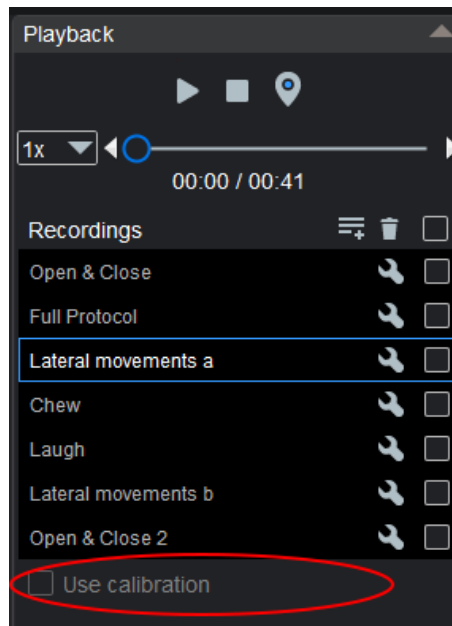 Playback
1x
00:00 / 00:41
Recordings
Open & Close
Full Protocol
Lateral movements a
Chew
Laugh
Lateral movements b
Open & Close 2
Use calibration